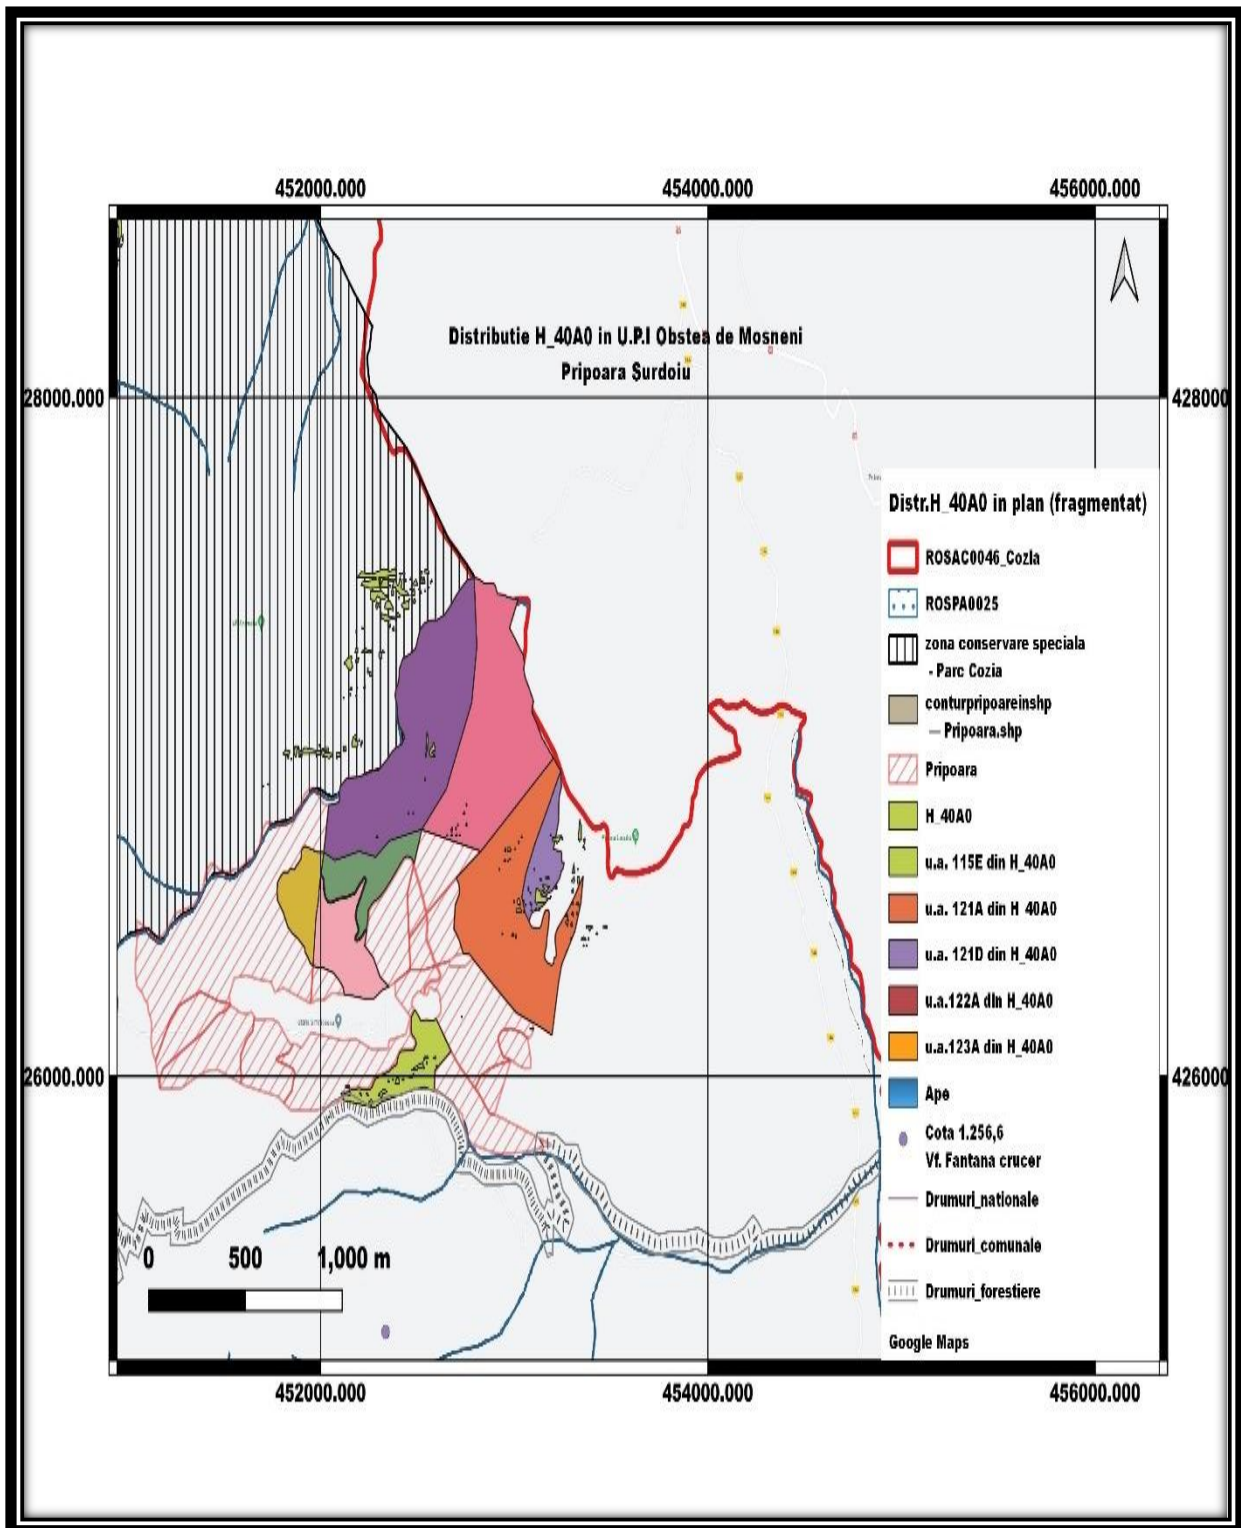 452000.000 454000.000 456000.000
Distributie H_40A0 in U.P.I Obstea de Mosneni
Pripoara Surdoiu
28000.000 428000
Distr.H_40A0 in plan (fragmentat)
ROSAC0046_Cozia
ROSPA0025
zona conservare speciala
- Parc Cozia
conturpripoareinshp
— Pripoara.shp
Pripoara
H_40A0
u.a. 115E din H_40A0
u.a. 121A din H_40A0
u.a. 121D din H_40A0
u.a.122A din H_40A0
u.a.123A din H_40A0
26000.000 426000
Ape
Cota 1.256,6
Vf. Fantana crucer
Drumuri_nationale
Drumuri_comunale
Drumuri_forestiere
Google Maps
0 500 1,000 m
452000.000 454000.000 456000.000